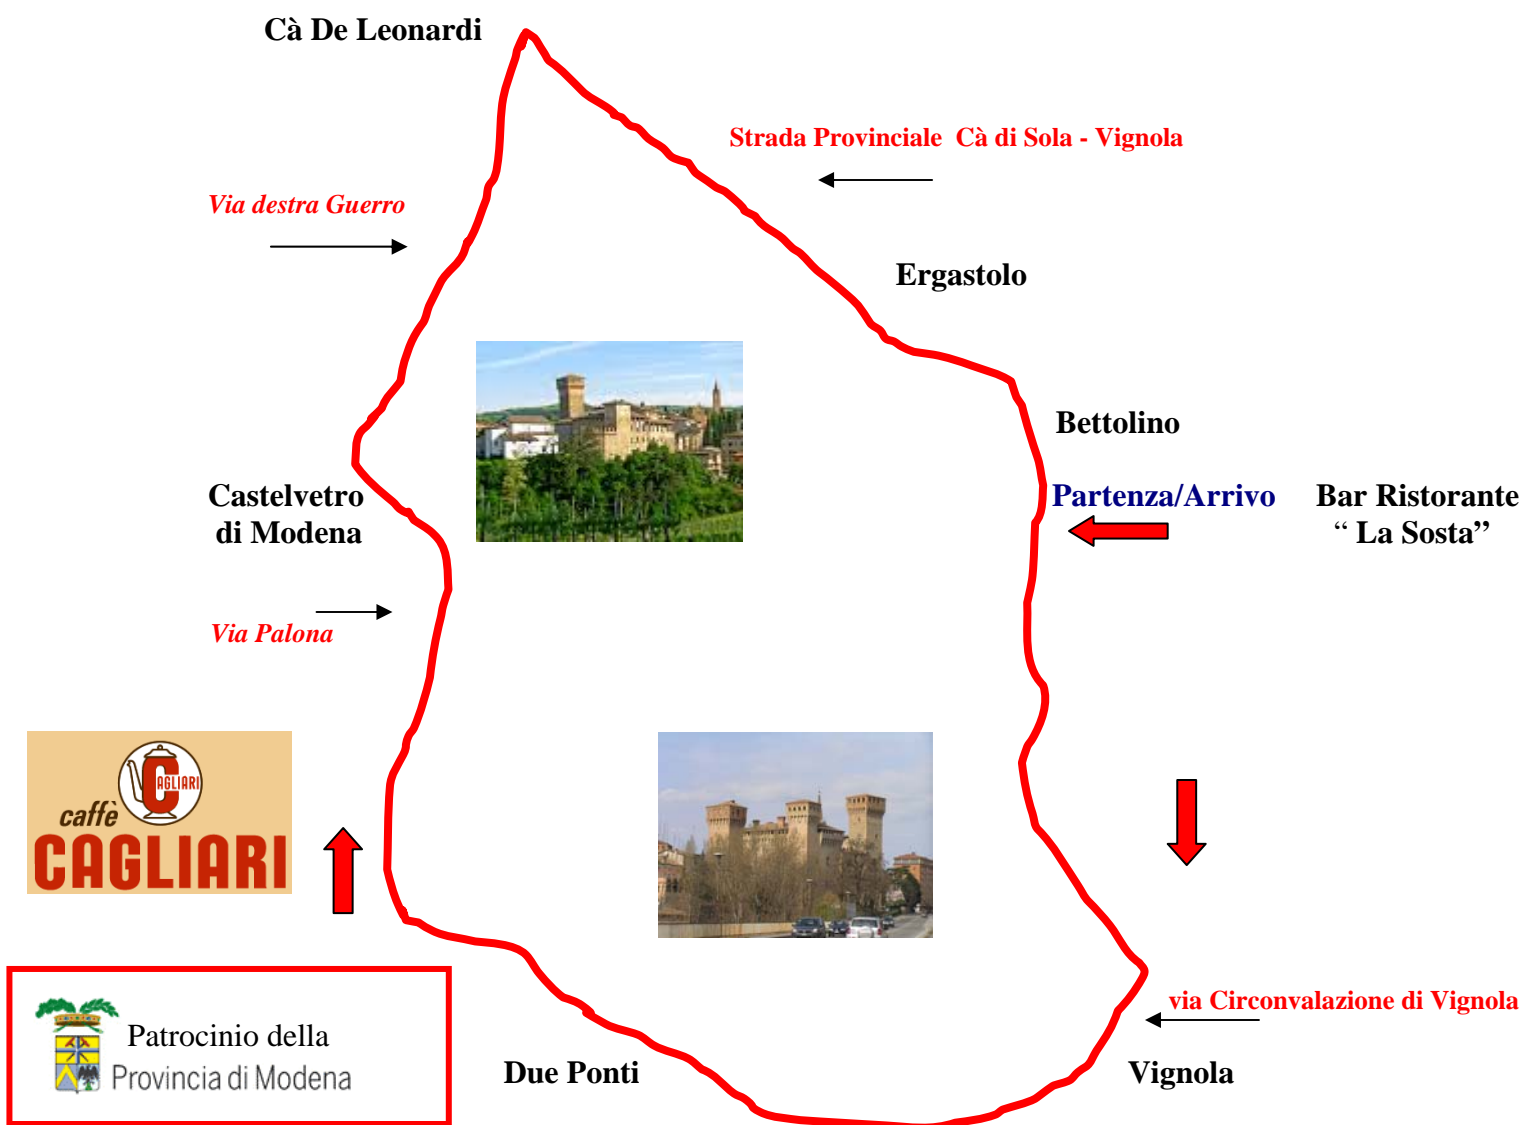 Cà De Leonardi
Strada Provinciale Cà di Sola - Vignola
Via destra Guerro
Ergastolo
Bettolino
Castelvetro
di Modena
Partenza/Arrivo
Bar Ristorante
“ La Sosta”
Via Palona
CAGLIARI
caffè
CAGLIARI
via Circonvalazione di Vignola
Patrocinio della
Provincia di Modena
Due Ponti
Vignola